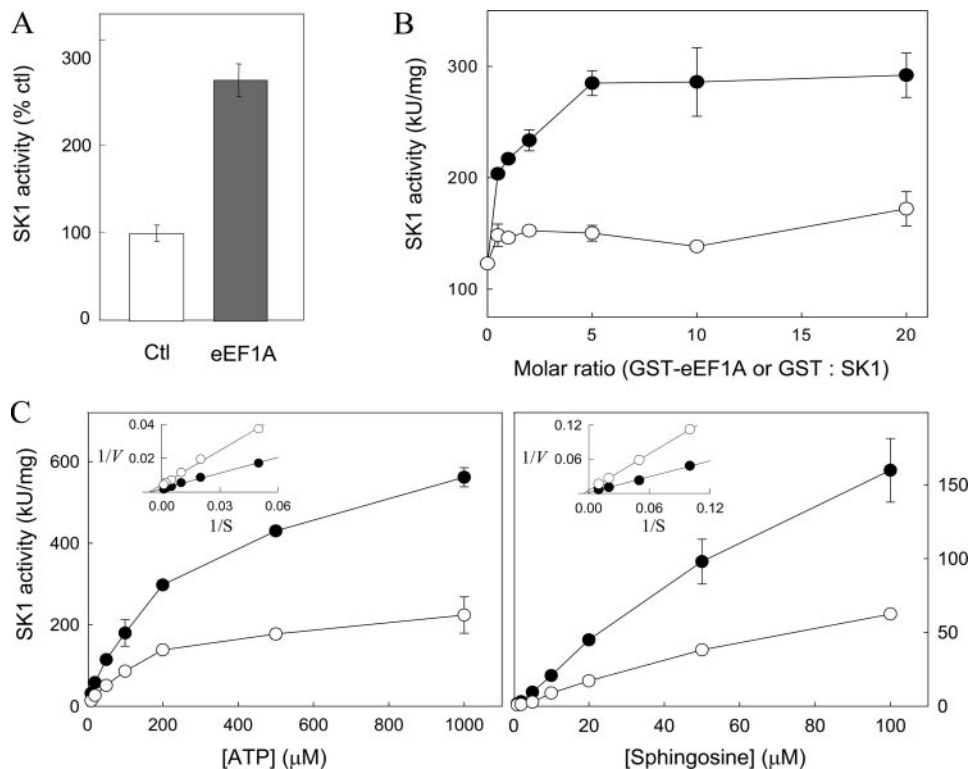 A
SK1 activity (% ctl)
300
200
100
0
Ctl
eEF1A
B
SK1 activity (kU/mg)
300
200
100
0
5
10
15
20
Molar ratio (GST-eEF1A or GST : SK1)
C
SK1 activity (kU/mg)
600
400
200
0
0
200
400
600
800
1000
[ATP] (μM)
1/V
0.04
0.02
0.00
0.03
0.06
1/S
0.12
1/V
0.06
0.00
0.06
0.12
1/S
150
100
50
0
0
20
40
60
80
100
[Sphingosine] (μM)